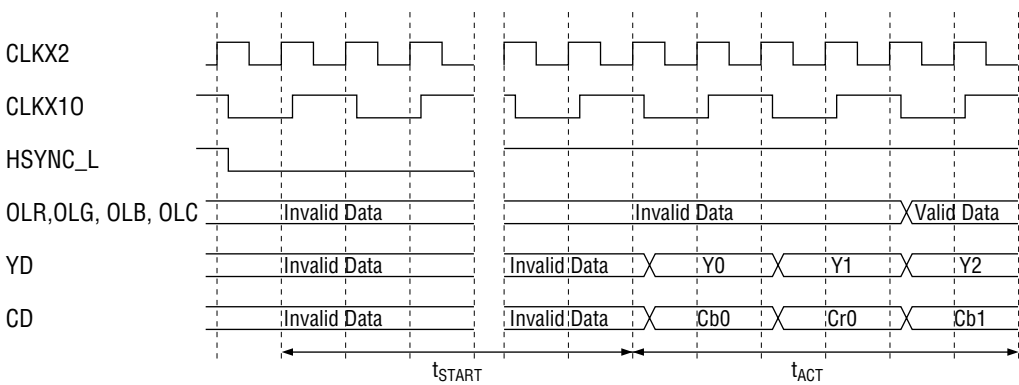 CLKX2
CLKX1O
HSYNC_L
OLR,OLG, OLB, OLC Invalid Data Invalid Data Valid Data
YD Invalid Data Invalid Data Y0 Y1 Y2
CD Invalid Data Invalid Data Cb0 Cr0 Cb1
tSTART tACT